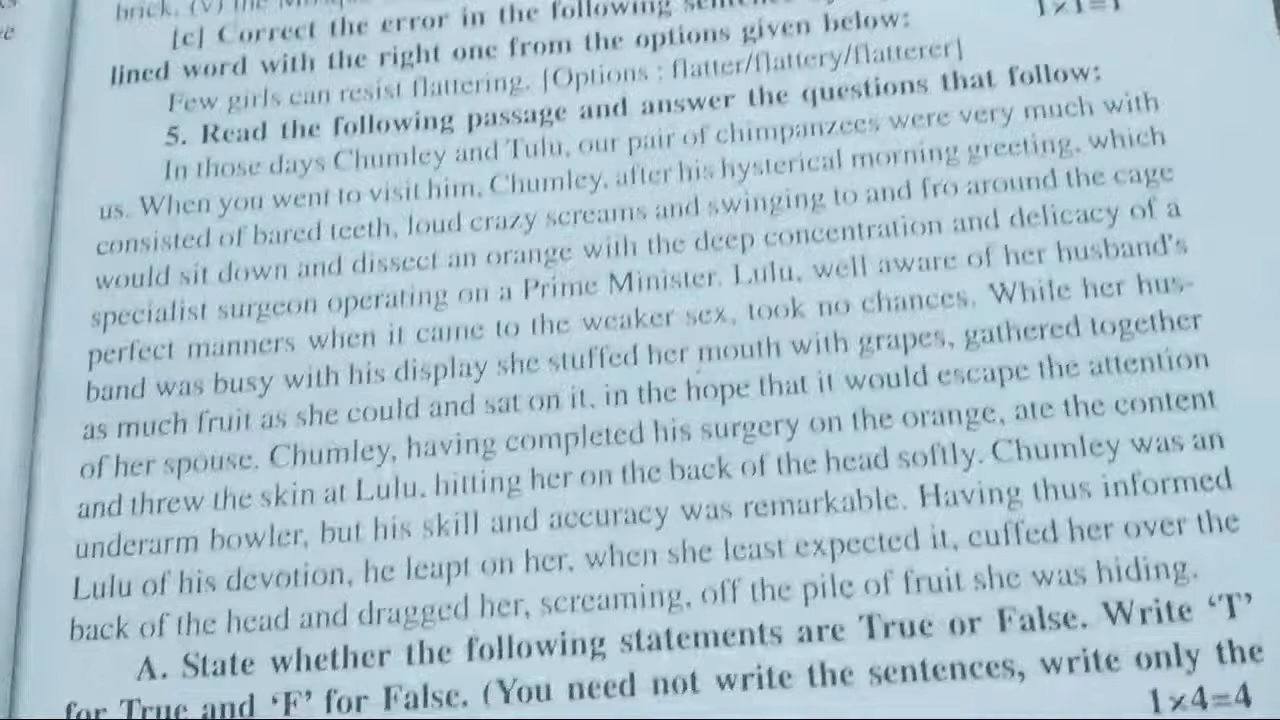 brick. (v) the
[c] Correct the error in the following
1×1=1
lined word with the right one from the options given below:
Few girls can resist flattering. [Options : flatter/flattery/flatterer]
5. Read the following passage and answer the questions that follow:
In those days Chumley and Tulu, our pair of chimpanzees were very much with
us. When you went to visit him, Chumley, after his hysterical morning greeting, which
consisted of bared teeth, loud crazy screams and swinging to and fro around the cage
would sit down and dissect an orange with the deep concentration and delicacy of a
specialist surgeon operating on a Prime Minister. Lulu, well aware of her husband's
perfect manners when it came to the weaker sex, took no chances. While her hus-
band was busy with his display she stuffed her mouth with grapes, gathered together
as much fruit as she could and sat on it, in the hope that it would escape the attention
of her spouse. Chumley, having completed his surgery on the orange, ate the content
and threw the skin at Lulu, hitting her on the back of the head softly. Chumley was an
underarm bowler, but his skill and accuracy was remarkable. Having thus informed
Lulu of his devotion, he leapt on her, when she least expected it, cuffed her over the
back of the head and dragged her, screaming, off the pile of fruit she was hiding.
A. State whether the following statements are True or False. Write ‘T’
for True and ‘F’ for False. (You need not write the sentences, write only the
1×4=4